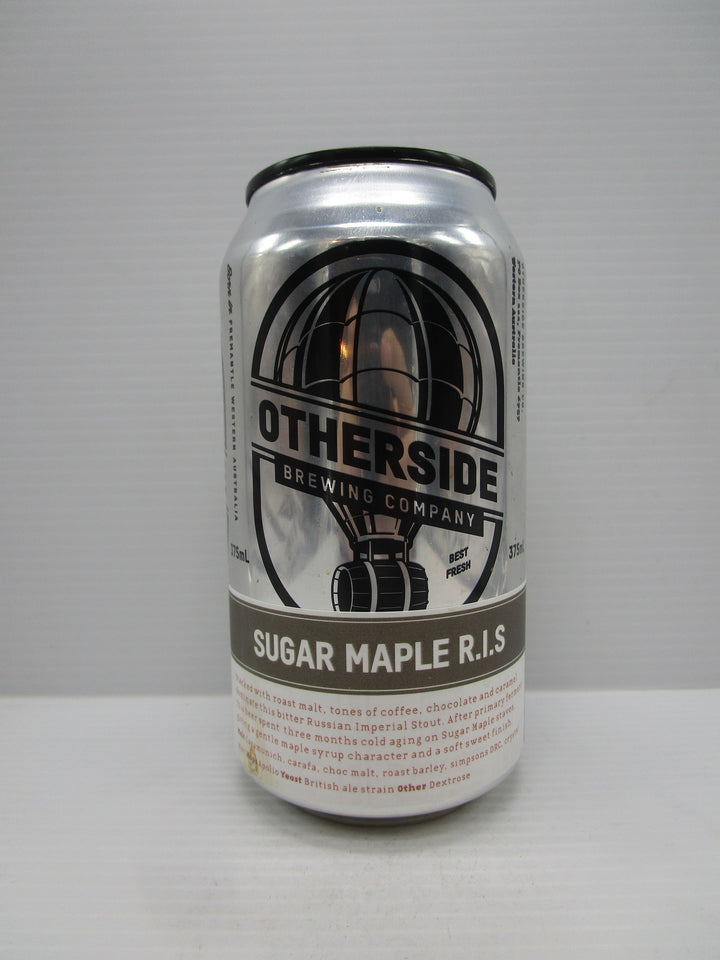 OTHERSIDE
BREWING COMPANY
BEST
FRESH
375mL
375mL
FREMANTLE WESTERN AUSTRALIA
Western Australia
SUGAR MAPLE R.I.S
Packed with roast malt, tones of coffee, chocolate and caramel
this bitter Russian Imperial Stout. After primary
beer spent three months cold aging on Sugar Maple staves,
gentle maple syrup character and a soft sweet finish.
munich, carafa, choc malt, roast barley, simpsons DRC,
Apollo Yeast British ale strain Other Dextrose